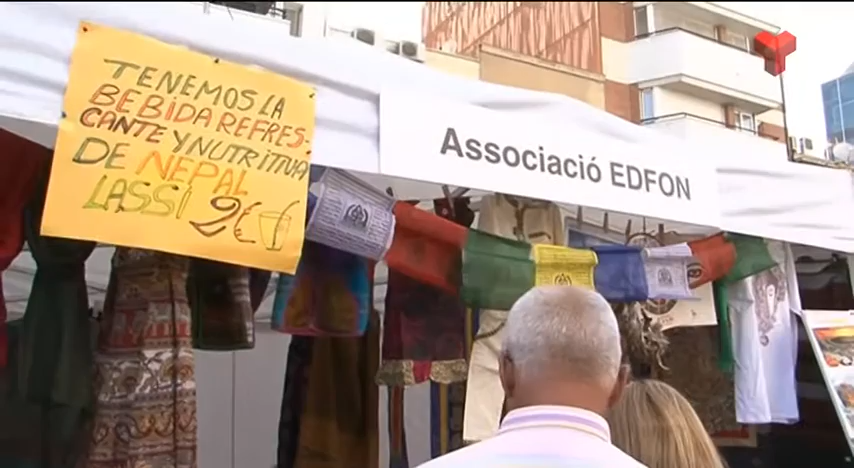 TENEMOS LA
BEBIDA REFRES
CANTE Y NUTRITIVA
DE NEPAL
LASSI 2€
Associació EDFON